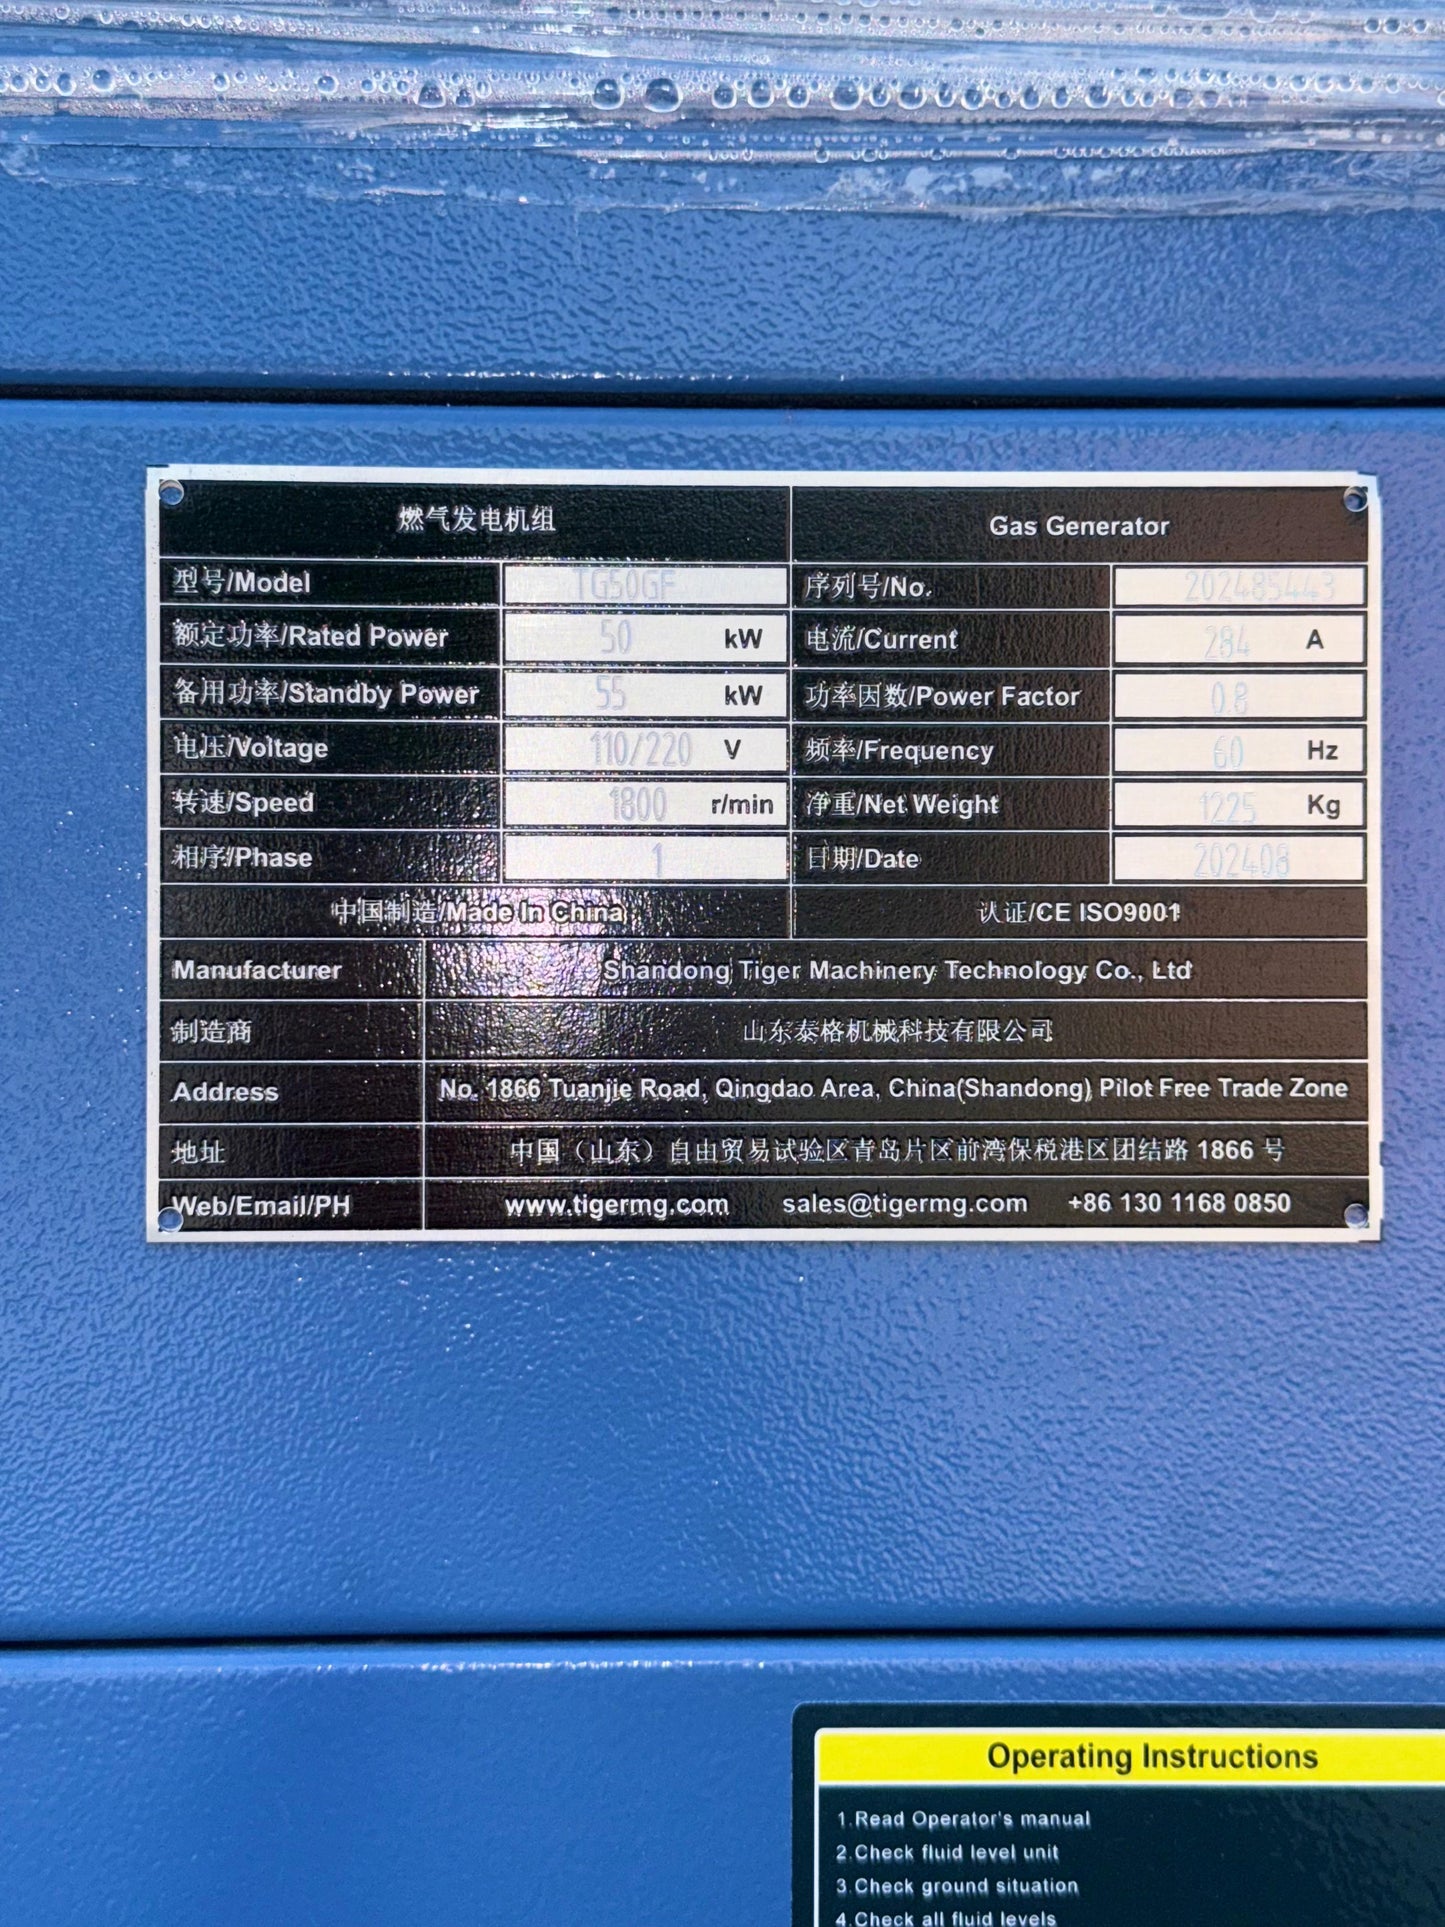 燃气发电机组 Gas Generator
型号/Model TG50GF 序列号/No. 202485443
额定功率/Rated Power 50 kW 电流/Current 284 A
备用功率/Standby Power 55 kW 功率因数/Power Factor 0.8
电压/Voltage 110/220 V 频率/Frequency 60 Hz
转速/Speed 1800 r/min 净重/Net Weight 1225 Kg
相序/Phase 1 日期/Date 202408
中国制造/Made In China 认证/CE ISO9001
Manufacturer Shandong Tiger Machinery Technology Co., Ltd
制造商 山东泰格机械科技有限公司
Address No. 1866 Tuanjie Road, Qingdao Area, China(Shandong) Pilot Free Trade Zone
地址 中国（山东）自由贸易试验区青岛片区前湾保税港区团结路 1866 号
Web/Email/PH www.tigermg.com sales@tigermg.com +86 130 1168 0850
Operating Instructions
1.Read Operator's manual
2.Check fluid level unit
3.Check ground situation
4.Check all fluid levels